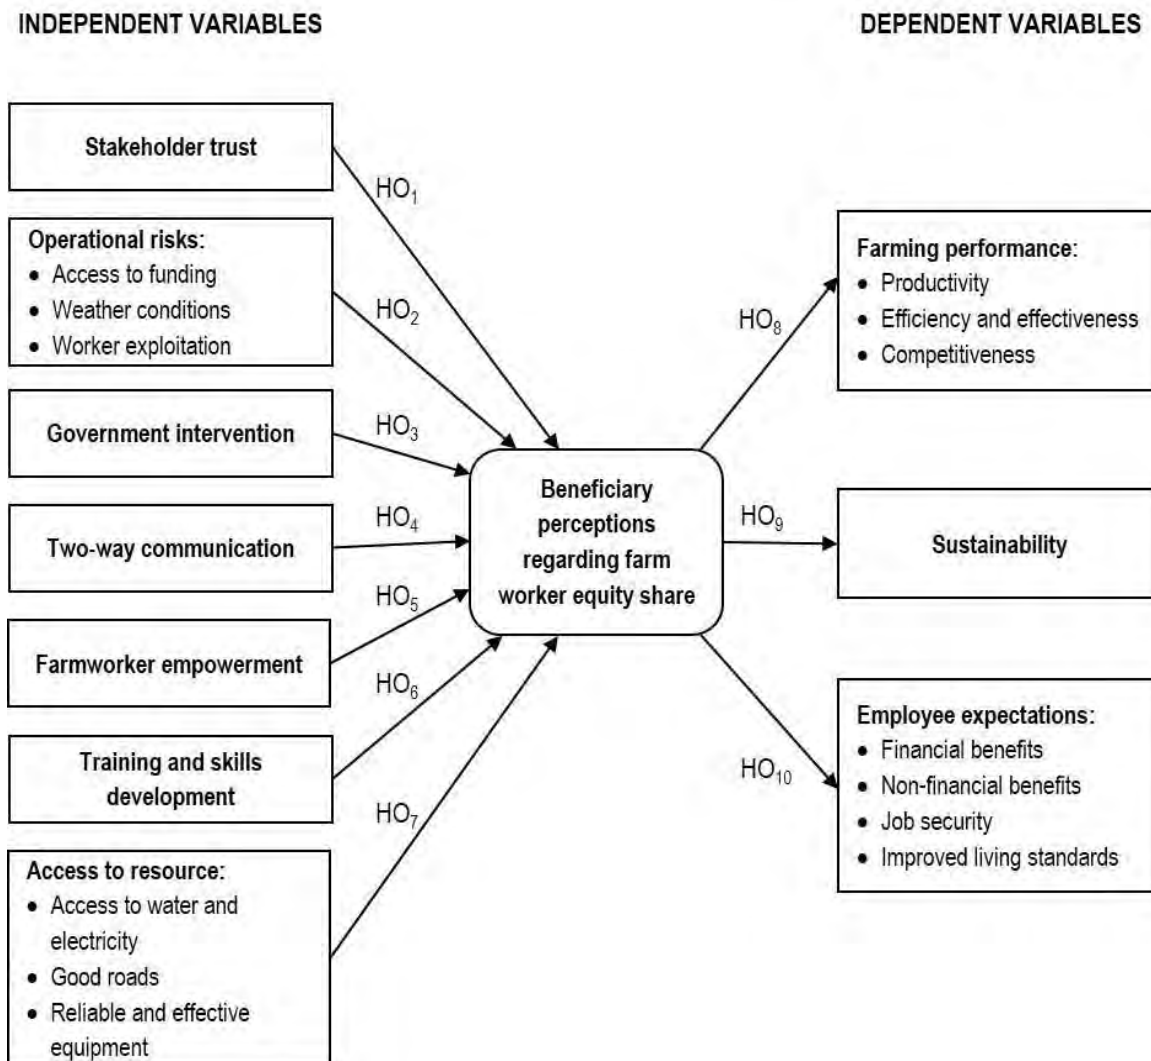 INDEPENDENT VARIABLES
DEPENDENT VARIABLES
Stakeholder trust
HO₁
Operational risks:
• Access to funding
• Weather conditions
• Worker exploitation
HO₂
Government intervention
HO₃
Two-way communication
HO₄
Farmworker empowerment
HO₅
Training and skills
development
HO₆
Access to resource:
• Access to water and
electricity
• Good roads
• Reliable and effective
equipment
HO₇
Beneficiary
perceptions
regarding farm
worker equity share
HO₈
Farming performance:
• Productivity
• Efficiency and effectiveness
• Competitiveness
HO₉
Sustainability
HO₁₀
Employee expectations:
• Financial benefits
• Non-financial benefits
• Job security
• Improved living standards